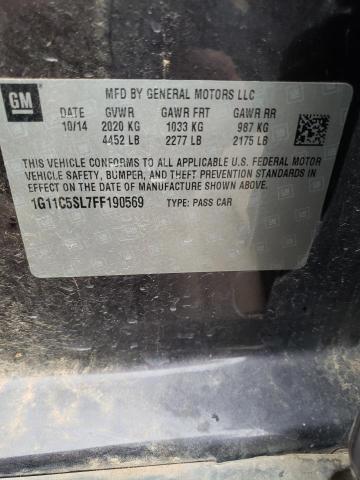 GM
MFD BY GENERAL MOTORS LLC
10/14 GVWR GAWR FRT GAWR RR
2020 KG 1033 KG 987 KG
4452 LB 2277 LB 2175 LB
THIS VEHICLE CONFORMS TO ALL APPLICABLE U.S. FEDERAL MOTOR
VEHICLE SAFETY, BUMPER, AND THEFT PREVENTION STANDARDS
IN EFFECT ON THE DATE OF MANUFACTURE SHOWN ABOVE.
1G11C5SL7FF190569 TYPE: PASS CAR